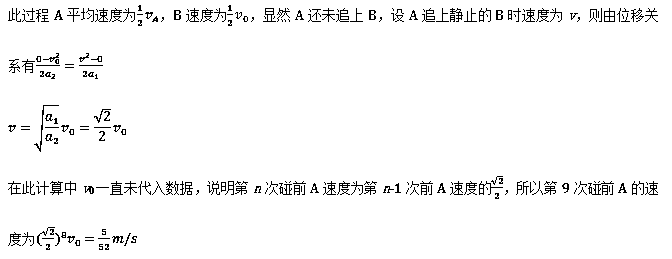 此过程 A 平均速度为$\frac{1}{2}v_A$，B 速度为$\frac{1}{2}v_0$，显然 A 还未追上 B，设 A 追上静止的 B 时速度为 v，则由位移关
系有$\frac{0-v_0^2}{2a_2}=\frac{v^2-0}{2a_1}$
$v=\sqrt{\frac{a_1}{a_2}}v_0=\frac{\sqrt{2}}{2}v_0$
在此计算中 v0一直未代入数据，说明第 n 次碰前 A 速度为第 n-1 次前 A 速度的$\frac{\sqrt{2}}{2}$，所以第 9 次碰前 A 的速
度为$(\frac{\sqrt{2}}{2})^8v_0=\frac{5}{32}m/s$